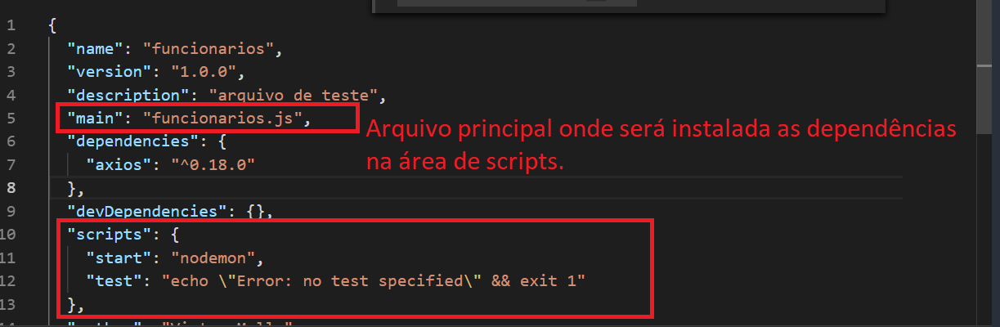 1 {
2 "name": "funcionarios",
3 "version": "1.0.0",
4 "description": "arquivo de teste",
5 "main": "funcionarios.js",
Arquivo principal onde será instalada as dependências
6 "dependencies": {
7 "axios": "^0.18.0"
na área de scripts.
8 },
9 "devDependencies": {},
10 "scripts": {
11 "start": "nodemon",
12 "test": "echo \"Error: no test specified\" && exit 1"
13 },